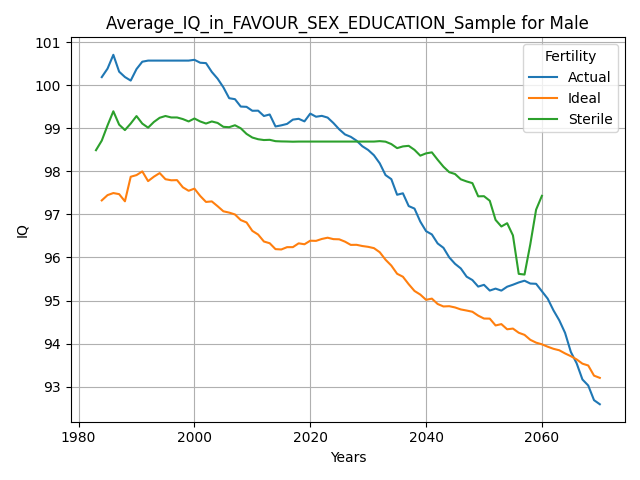 Average_IQ_in_FAVOUR_SEX_EDUCATION_Sample for Male
101
100
99
98
97
96
95
94
93
IQ
Fertility
Actual
Ideal
Sterile
1980
2000
2020
2040
2060
Years